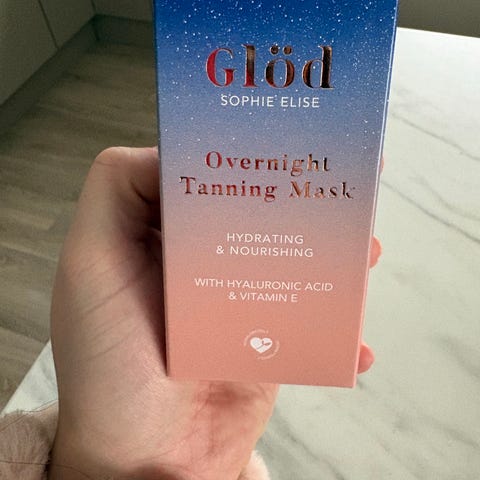 Glöd
SOPHIE ELISE
Overnight
Tanning Mask
HYDRATING
& NOURISHING
WITH HYALURONIC ACID
& VITAMIN E